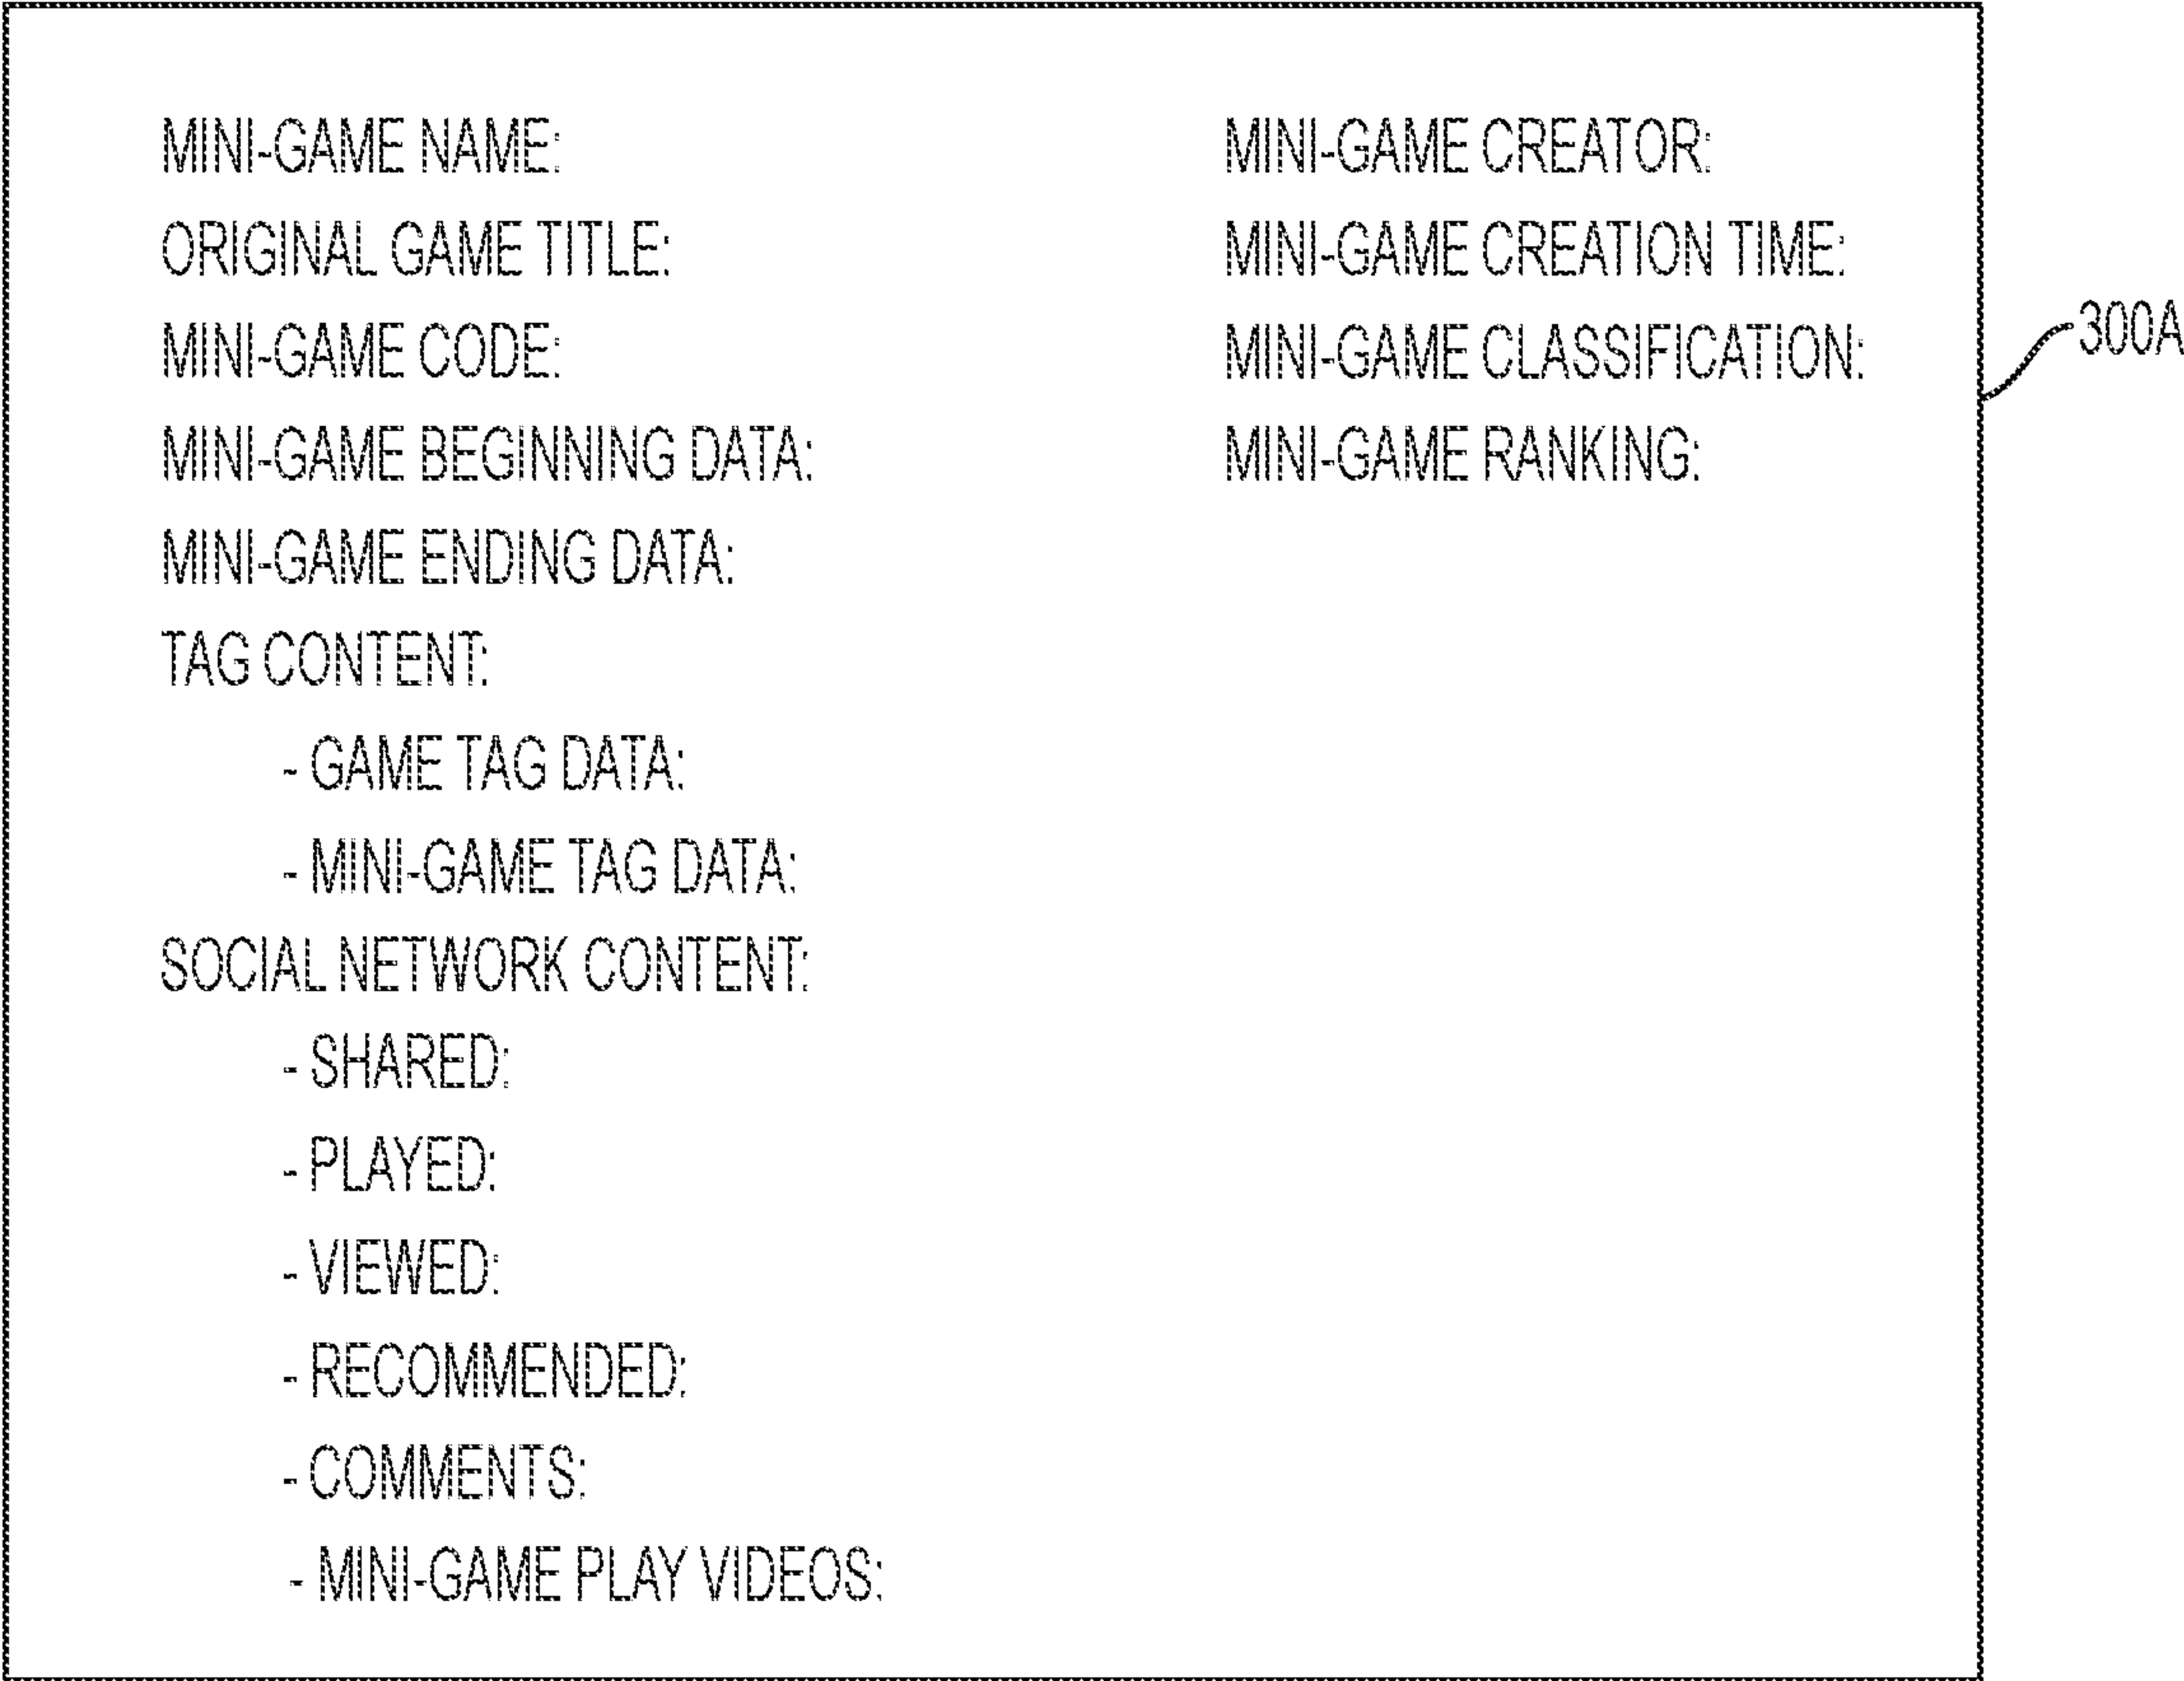 MINI-GAME NAME:
ORIGINAL GAME TITLE:
MINI-GAME CODE:
MINI-GAME BEGINNING DATA:
MINI-GAME ENDING DATA:
TAG CONTENT:
- GAME TAG DATA:
- MINI-GAME TAG DATA:
SOCIAL NETWORK CONTENT:
- SHARED:
- PLAYED:
- VIEWED:
- RECOMMENDED:
- COMMENTS:
- MINI-GAME PLAY VIDEOS:
MINI-GAME CREATOR:
MINI-GAME CREATION TIME:
MINI-GAME CLASSIFICATION:
MINI-GAME RANKING:
300A